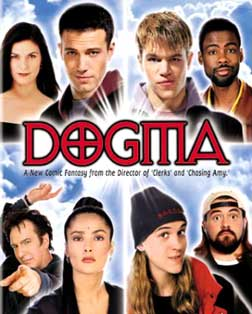 DOGMA
A New Comic Fantasy from the Director of 'Clerks' and 'Chasing Amy.'